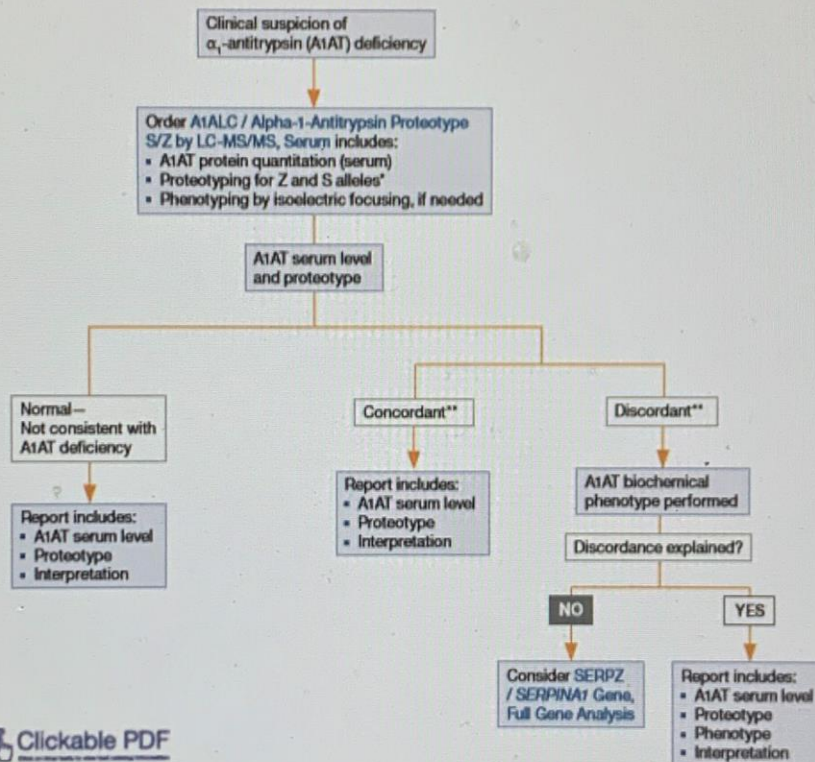 Clinical suspicion of
α₁-antitrypsin (A1AT) deficiency
Order A1ALC / Alpha-1-Antitrypsin Proteotype
S/Z by LC-MS/MS, Serum includes:
▪ A1AT protein quantitation (serum)
▪ Proteotyping for Z and S alleles*
▪ Phenotyping by isoelectric focusing, if needed
A1AT serum level
and proteotype
Normal—
Not consistent with
A1AT deficiency
Report includes:
▪ A1AT serum level
▪ Proteotype
▪ Interpretation
Concordant**
Report includes:
▪ A1AT serum level
▪ Proteotype
▪ Interpretation
Discordant**
A1AT biochemical
phenotype performed
Discordance explained?
NO
Consider SERPZ
/ SERPINA1 Gene,
Full Gene Analysis
YES
Report includes:
▪ A1AT serum level
▪ Proteotype
▪ Phenotype
▪ Interpretation
Clickable PDF